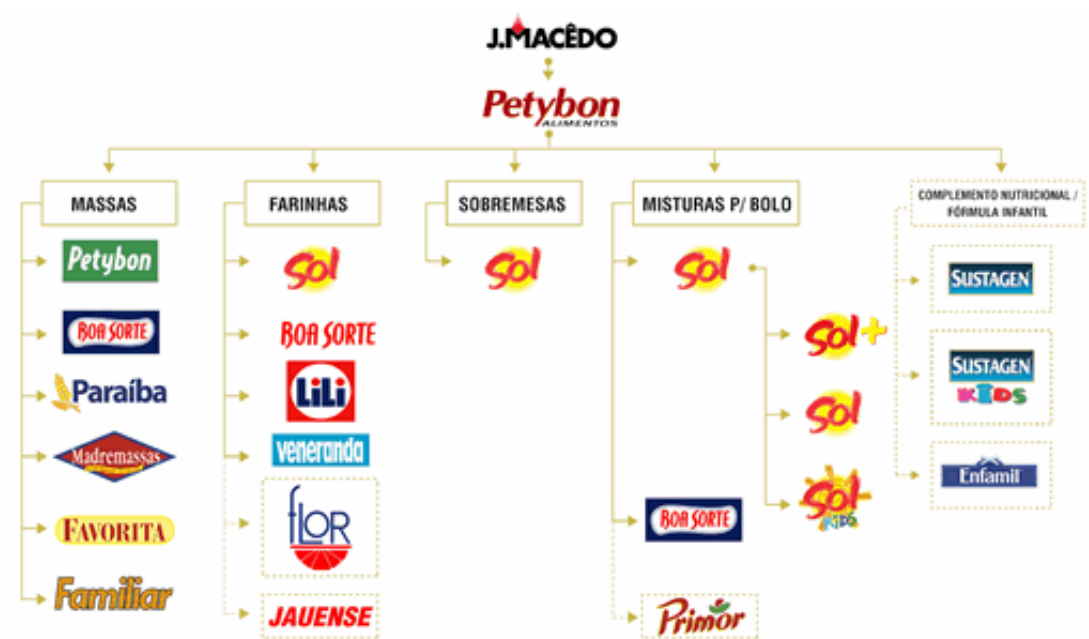 J.MACÊDO
Petybon
ALIMENTOS
MASSAS
Petybon
BOA SORTE
Paraíba
Madremassas
FAVORITA
Familiar
FARINHAS
Sol
BOA SORTE
LiLi
veneranda
fLOR
JAUENSE
SOBREMESAS
Sol
MISTURAS P/ BOLO
Sol
Sol+
Sol
Sol
KiDS
BOA SORTE
Primor
COMPLEMENTO NUTRICIONAL /
FÓRMULA INFANTIL
SUSTAGEN
SUSTAGEN
KiDS
Enfamil